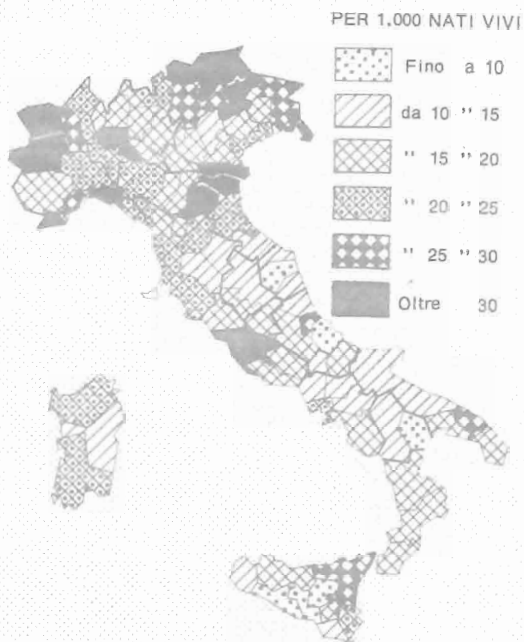 PER 1.000 NATI VIVI
Fino a 10
da 10 " 15
" 15 " 20
" 20 " 25
" 25 " 30
Oltre 30